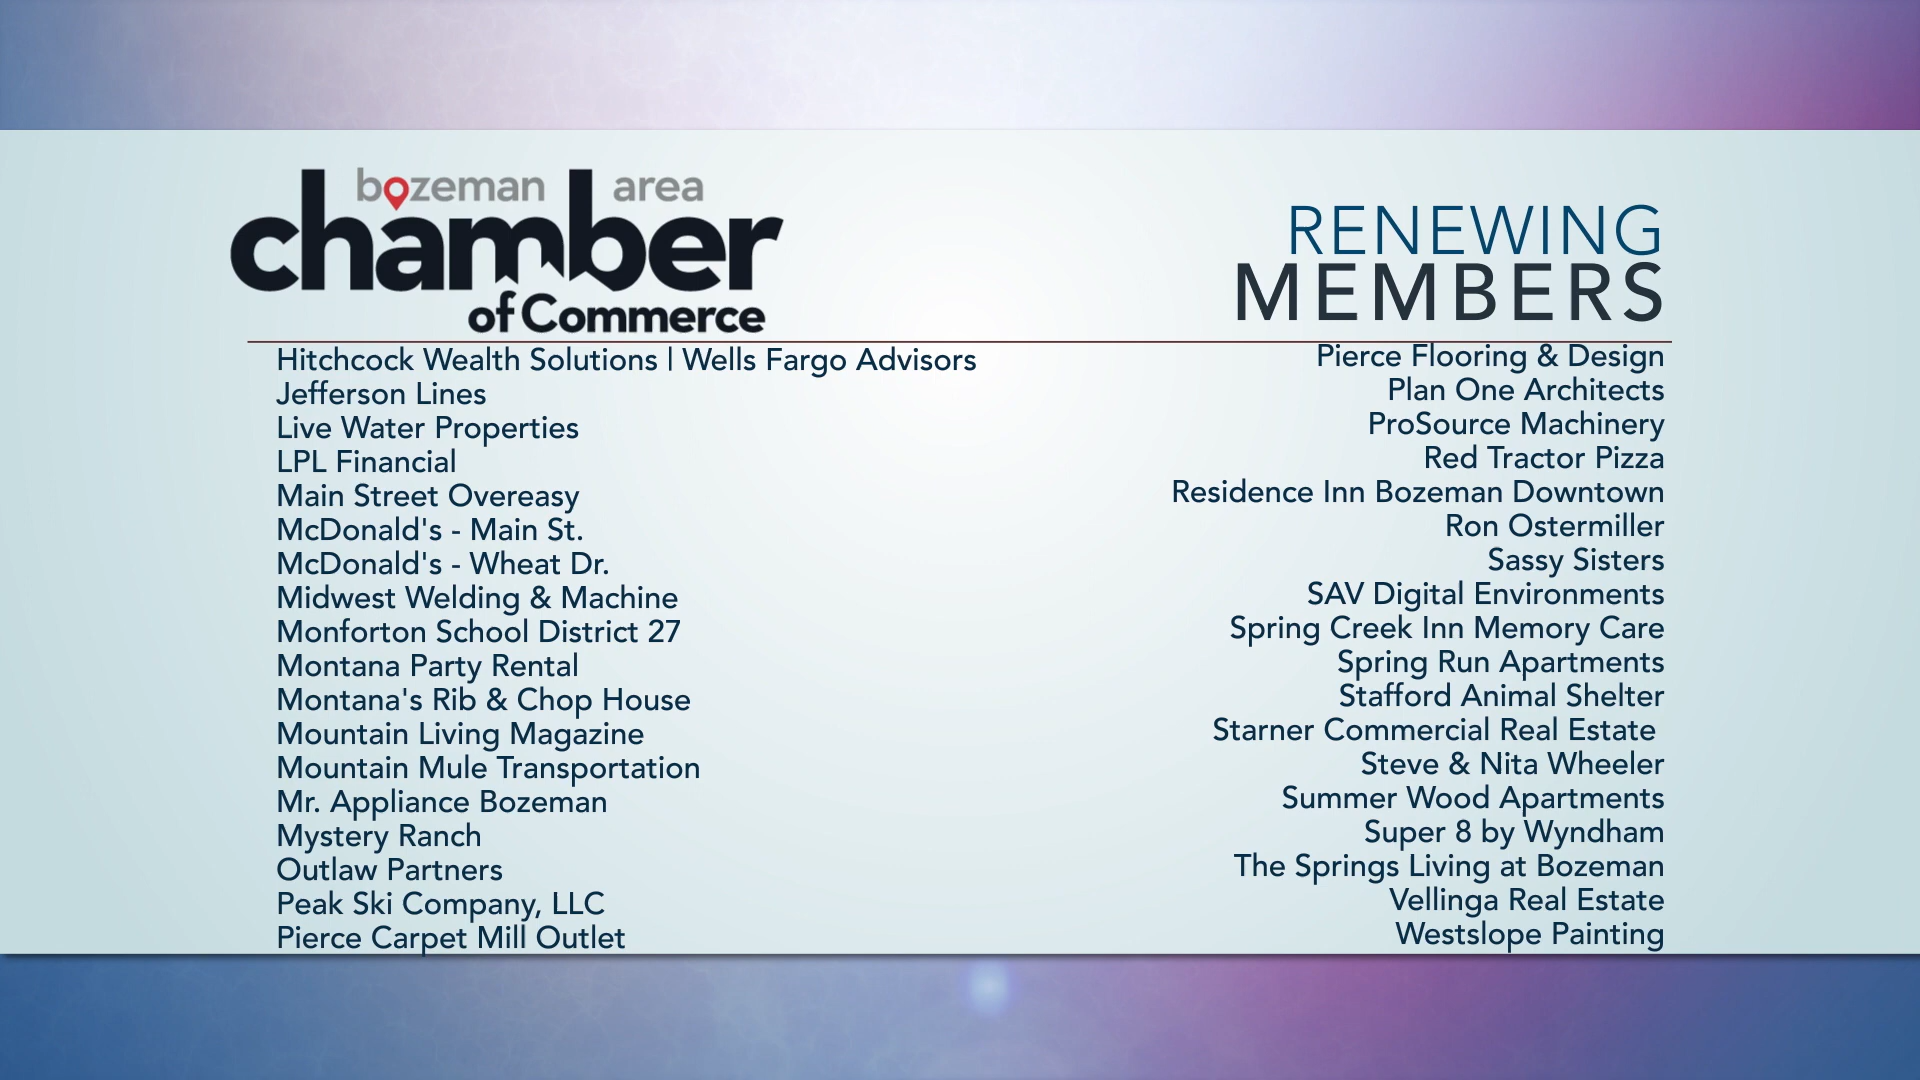 bozeman area
chamber
of Commerce
RENEWING
MEMBERS
Hitchcock Wealth Solutions | Wells Fargo Advisors
Jefferson Lines
Live Water Properties
LPL Financial
Main Street Overeasy
McDonald's - Main St.
McDonald's - Wheat Dr.
Midwest Welding & Machine
Monforton School District 27
Montana Party Rental
Montana's Rib & Chop House
Mountain Living Magazine
Mountain Mule Transportation
Mr. Appliance Bozeman
Mystery Ranch
Outlaw Partners
Peak Ski Company, LLC
Pierce Carpet Mill Outlet
Pierce Flooring & Design
Plan One Architects
ProSource Machinery
Red Tractor Pizza
Residence Inn Bozeman Downtown
Ron Ostermiller
Sassy Sisters
SAV Digital Environments
Spring Creek Inn Memory Care
Spring Run Apartments
Stafford Animal Shelter
Starner Commercial Real Estate
Steve & Nita Wheeler
Summer Wood Apartments
Super 8 by Wyndham
The Springs Living at Bozeman
Vellinga Real Estate
Westslope Painting